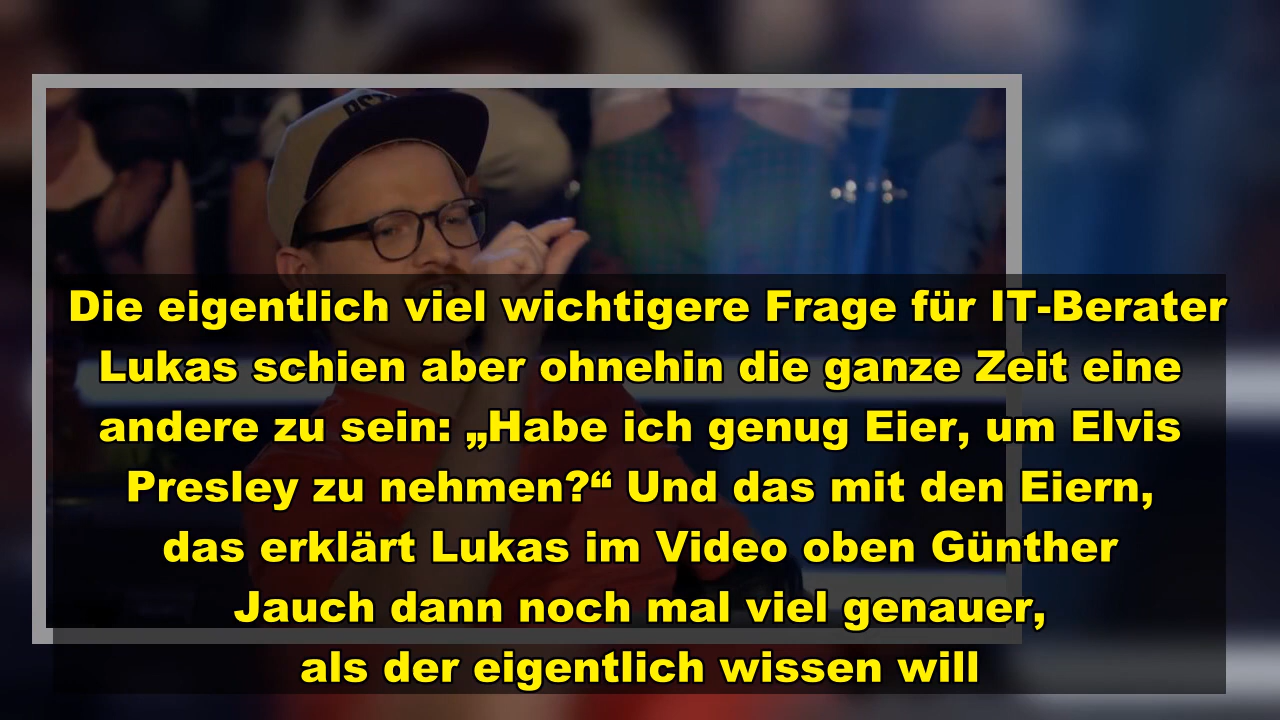 Die eigentlich viel wichtigere Frage für IT-Berater
Lukas schien aber ohnehin die ganze Zeit eine
andere zu sein: „Habe ich genug Eier, um Elvis
Presley zu nehmen?“ Und das mit den Eiern,
das erklärt Lukas im Video oben Günther
Jauch dann noch mal viel genauer,
als der eigentlich wissen will